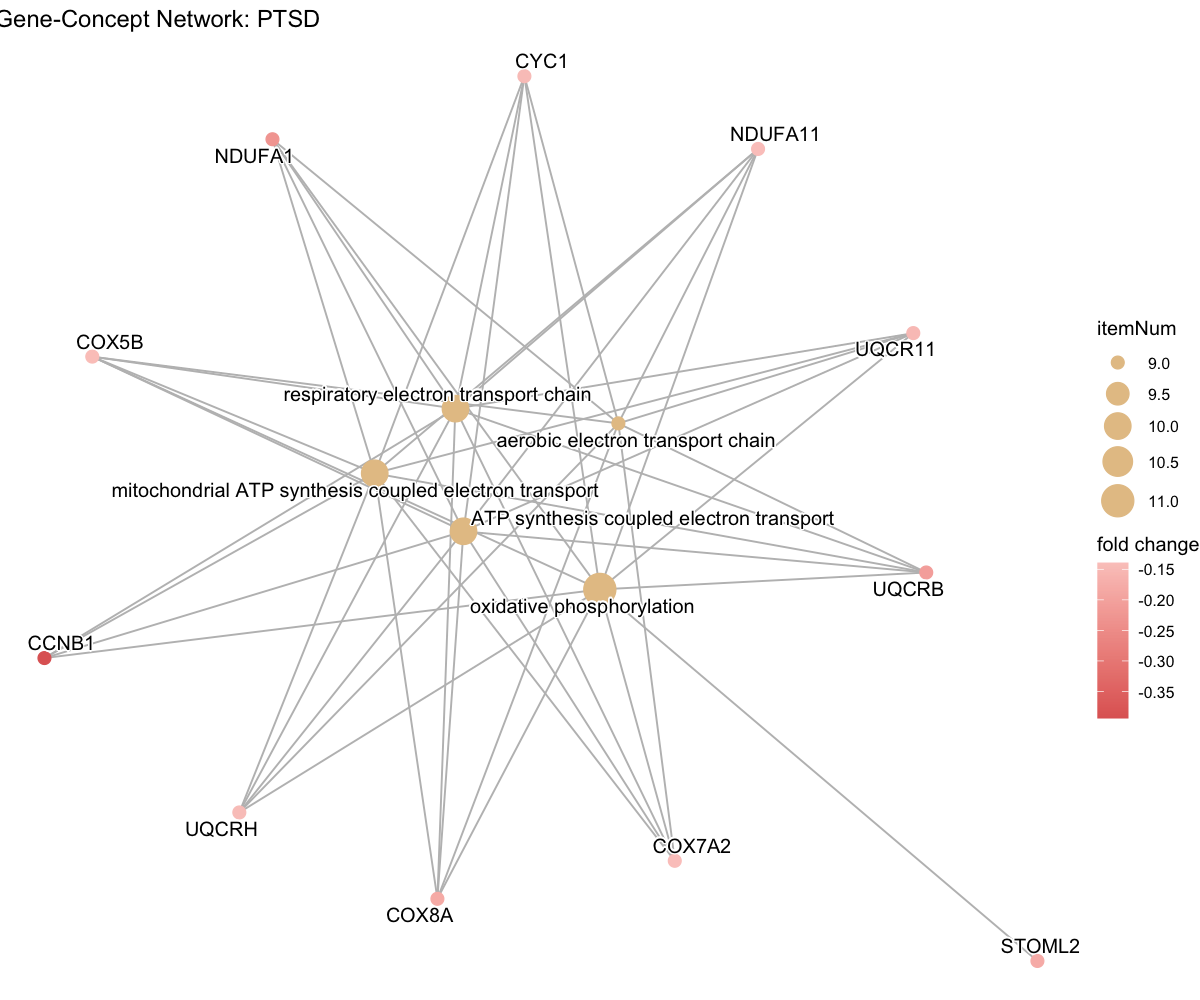 Gene-Concept Network: PTSD
CYC1
NDUFA11
NDUFA1
UQCR11
COX5B
respiratory electron transport chain
aerobic electron transport chain
mitochondrial ATP synthesis coupled electron transport
ATP synthesis coupled electron transport
oxidative phosphorylation
UQCRB
CCNB1
UQCRH
COX7A2
COX8A
STOML2
itemNum
9.0
9.5
10.0
10.5
11.0
fold change
-0.15
-0.20
-0.25
-0.30
-0.35